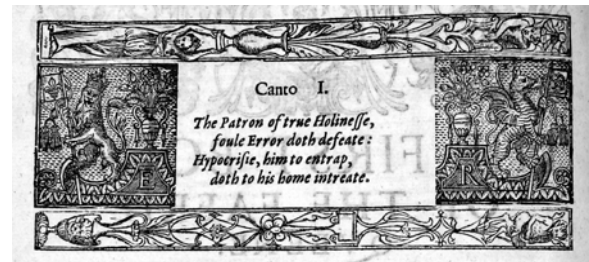 Canto I.
The Patron of true Holineſſe,
foule Error doth defeate :
Hypocriſie, him to entrap,
doth to his home intreate.
E
R